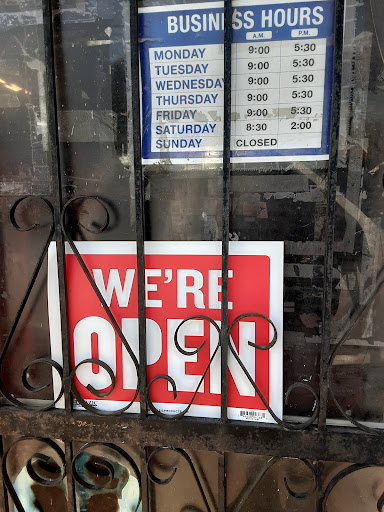 BUSINESS HOURS
A.M. P.M.
MONDAY 9:00 5:30
TUESDAY 9:00 5:30
WEDNESDAY 9:00 5:30
THURSDAY 9:00 5:30
FRIDAY 9:00 5:30
SATURDAY 8:30 2:00
SUNDAY CLOSED
WE'RE
OPEN